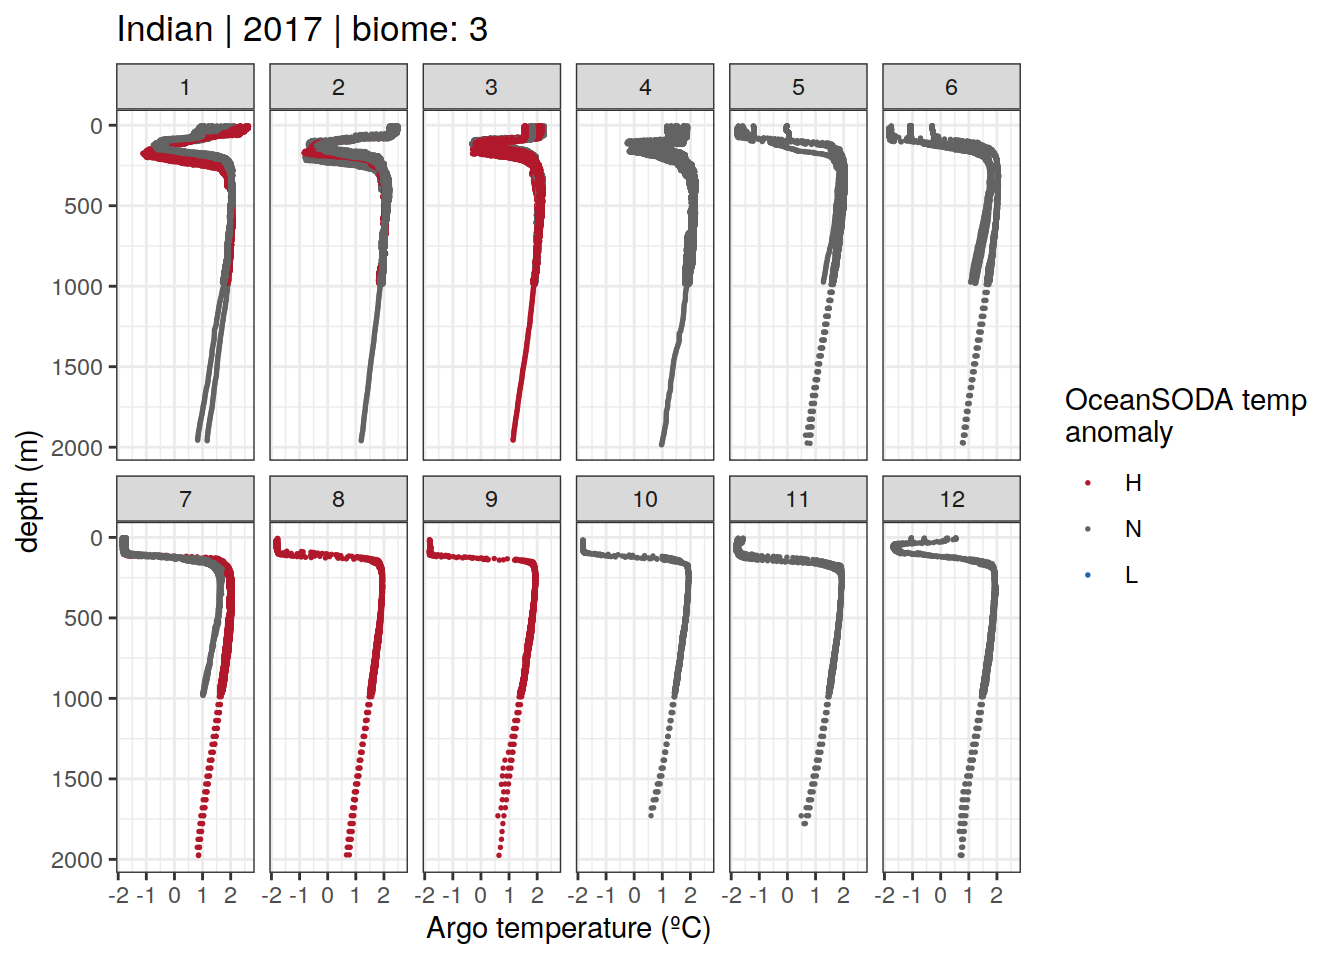 Indian | 2017 | biome: 3
1 2 3 4 5 6
0
500
1000
1500
2000
7 8 9 10 11 12
0
500
1000
1500
2000
-2 -1 0 1 2 -2 -1 0 1 2 -2 -1 0 1 2 -2 -1 0 1 2 -2 -1 0 1 2 -2 -1 0 1 2
Argo temperature (ºC)
depth (m)
OceanSODA temp
anomaly
H
N
L